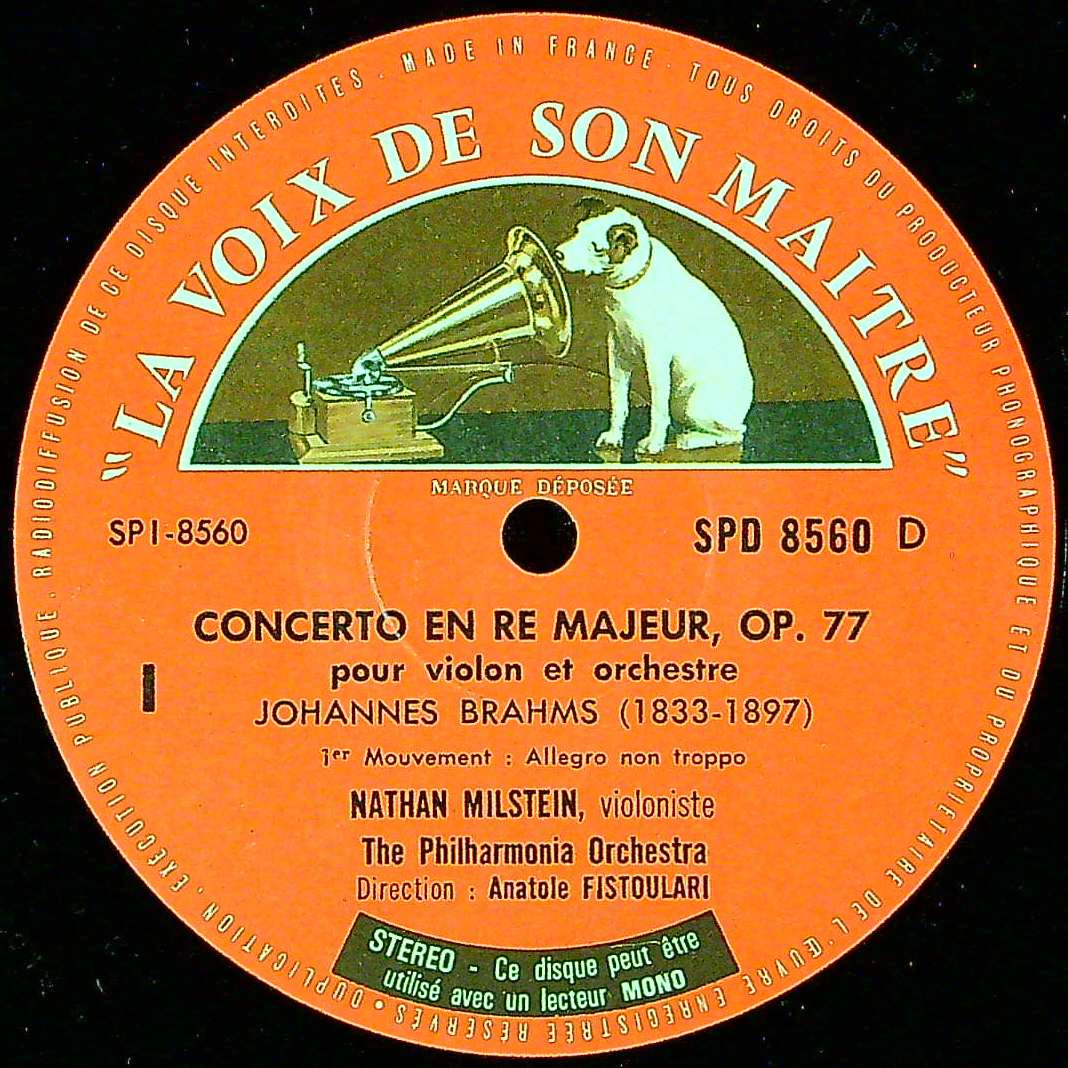 MADE IN FRANCE · TOUS DROITS DU PRODUCTEUR PHONOGRAPHIQUE ET DU PROPRIETAIRE DE L'ŒUVRE ENREGISTRÉE RÉSERVÉS • DUPLICATION, EXÉCUTION PUBLIQUE, RADIODIFFUSION DE CE DISQUE INTERDITES ·
"LA VOIX DE SON MAITRE"
MARQUE DÉPOSÉE
SPI-8560
SPD 8560 D
CONCERTO EN RE MAJEUR, OP. 77
pour violon et orchestre
I
JOHANNES BRAHMS (1833-1897)
1er Mouvement : Allegro non troppo
NATHAN MILSTEIN, violoniste
The Philharmonia Orchestra
Direction : Anatole FISTOULARI
STEREO - Ce disque peut être
utilisé avec un lecteur MONO